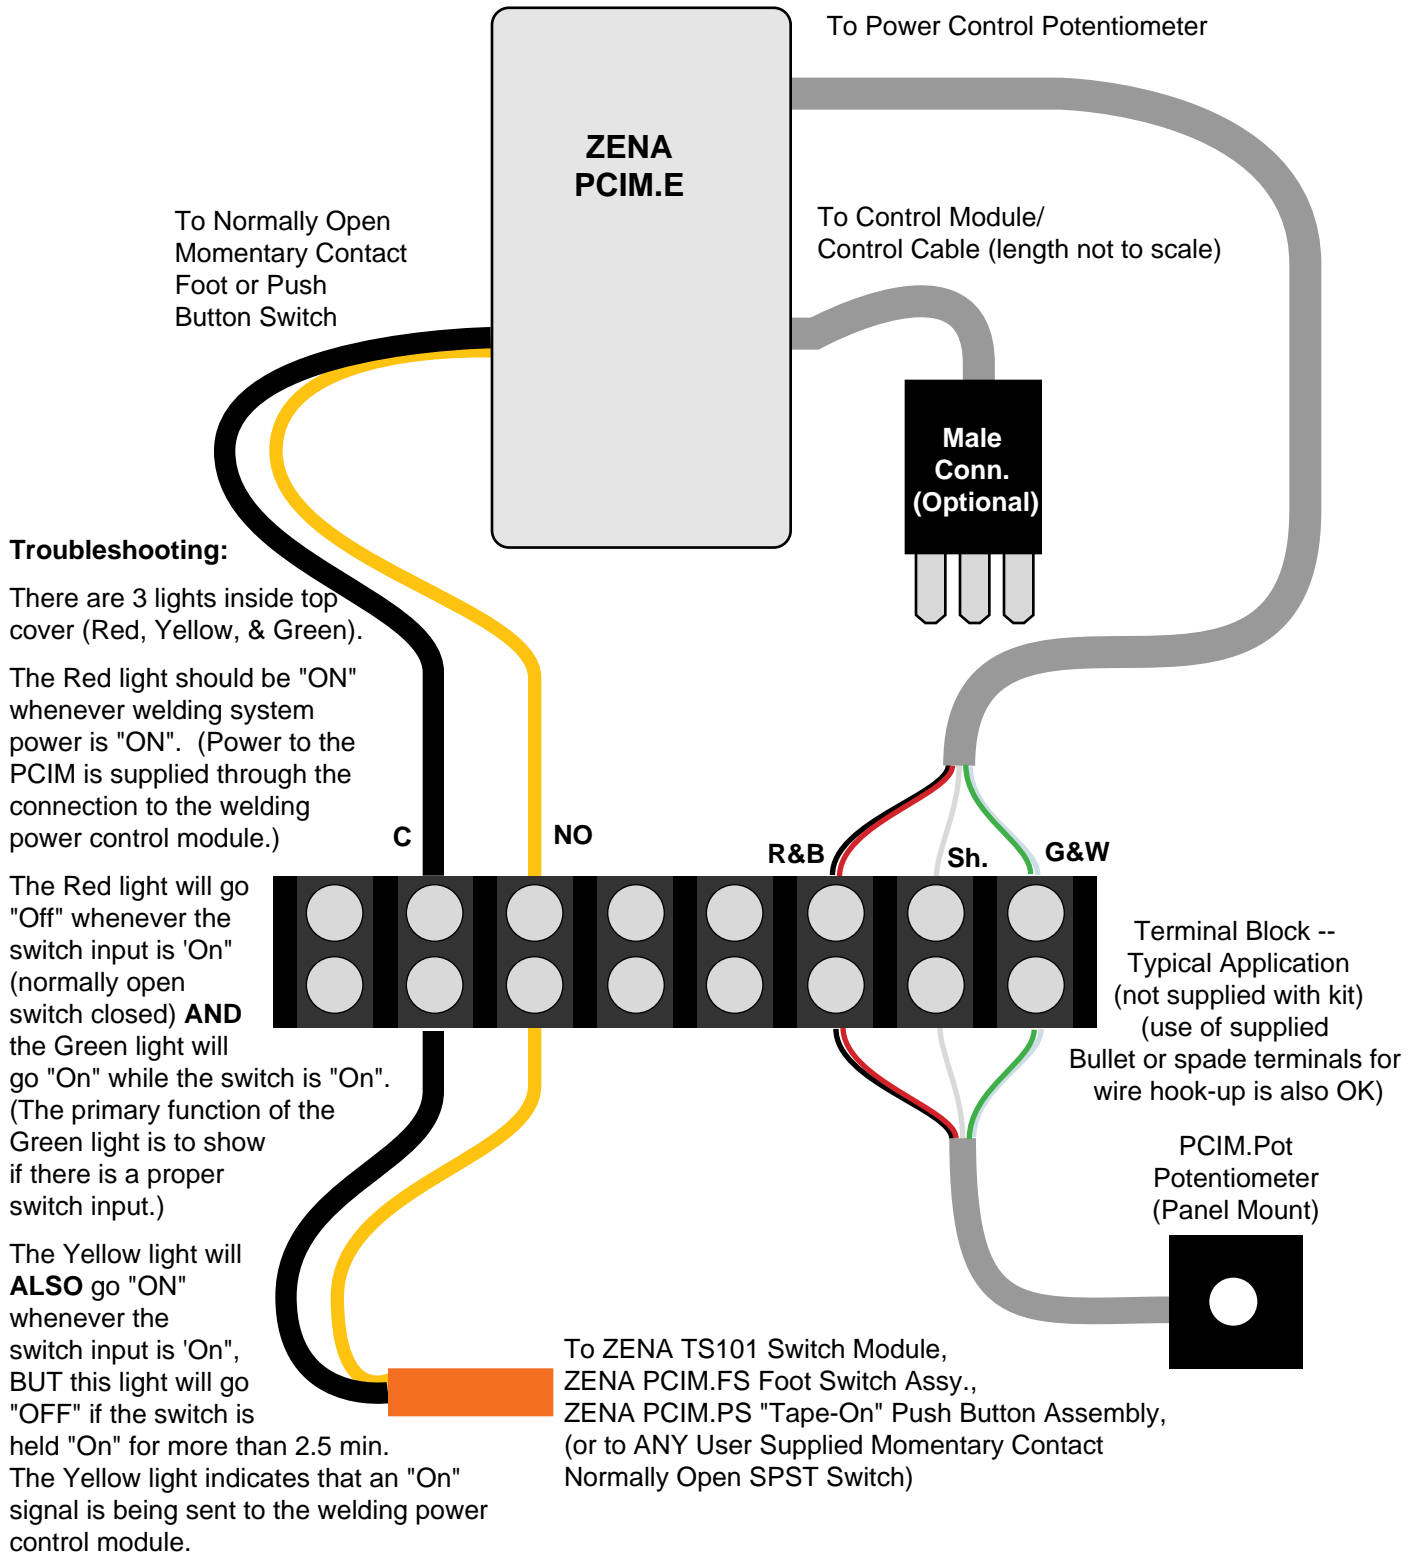 To Power Control Potentiometer
ZENA
PCIM.E
To Normally Open
Momentary Contact
Foot or Push
Button Switch
To Control Module/
Control Cable (length not to scale)
Male
Conn.
(Optional)
Troubleshooting:
There are 3 lights inside top
cover (Red, Yellow, & Green).
The Red light should be "ON"
whenever welding system
power is "ON".  (Power to the
PCIM is supplied through the
connection to the welding
power control module.)
The Red light will go
"Off" whenever the
switch input is 'On"
(normally open
switch closed) AND
the Green light will
go "On" while the switch is "On".
(The primary function of the
Green light is to show
if there is a proper
switch input.)
The Yellow light will
ALSO go "ON"
whenever the
switch input is 'On",
BUT this light will go
"OFF" if the switch is
held "On" for more than 2.5 min.
The Yellow light indicates that an "On"
signal is being sent to the welding power
control module.
C
NO
R&B
Sh.
G&W
Terminal Block --
Typical Application
(not supplied with kit)
(use of supplied
Bullet or spade terminals for
wire hook-up is also OK)
PCIM.Pot
Potentiometer
(Panel Mount)
To ZENA TS101 Switch Module,
ZENA PCIM.FS Foot Switch Assy.,
ZENA PCIM.PS "Tape-On" Push Button Assembly,
(or to ANY User Supplied Momentary Contact
Normally Open SPST Switch)